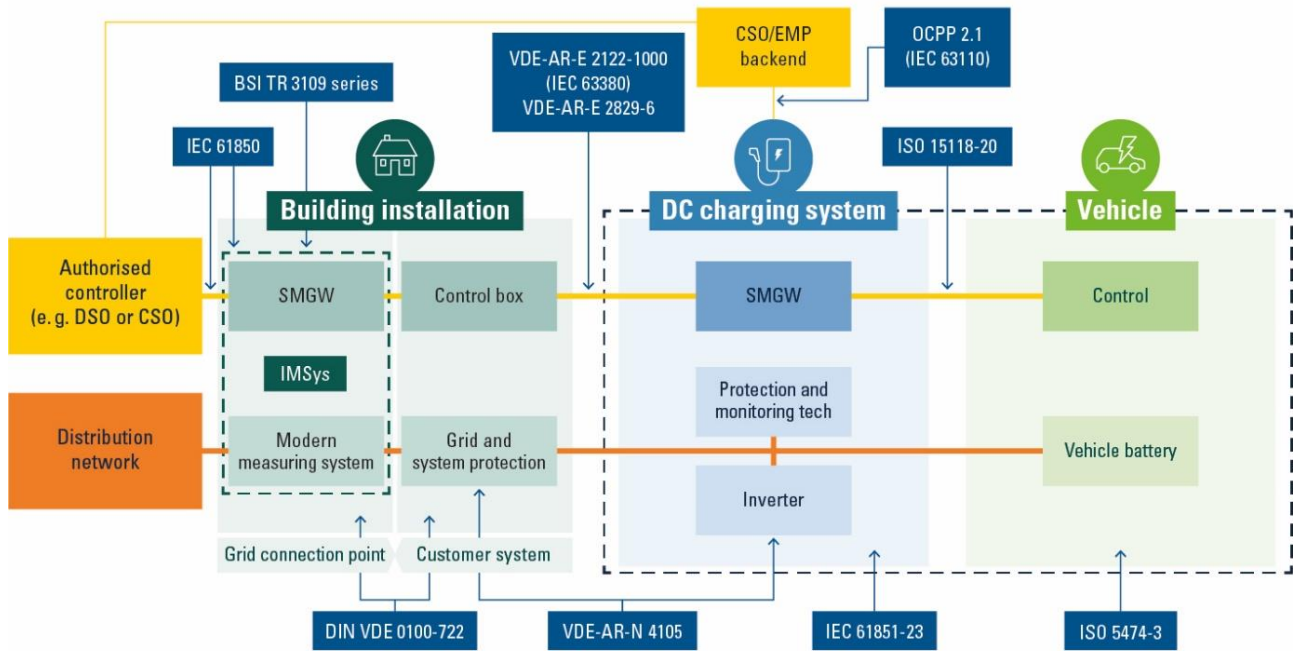 CSO/EMP
backend
OCPP 2.1
(IEC 63110)
VDE-AR-E 2122-1000
(IEC 63380)
VDE-AR-E 2829-6
BSI TR 3109 series
IEC 61850
ISO 15118-20
Building installation
DC charging system
Vehicle
Authorised
controller
(e. g. DSO or CSO)
SMGW
Control box
SMGW
Control
IMSys
Protection and
monitoring tech
Distribution
network
Modern
measuring system
Grid and
system protection
Vehicle battery
Inverter
Grid connection point
Customer system
DIN VDE 0100-722
VDE-AR-N 4105
IEC 61851-23
ISO 5474-3